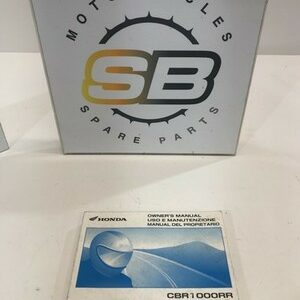 MOTORCYCLES
SB
SPARE PARTS
HONDA
OWNER'S MANUAL
USO E MANUTENZIONE
MANUAL DEL PROPIETARIO
CBR1000RR